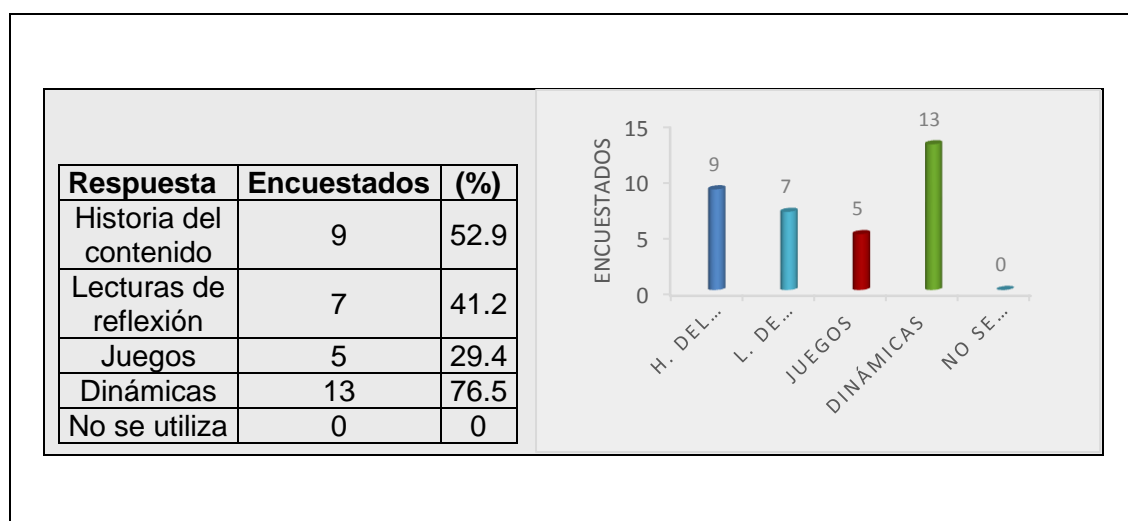 Respuesta Encuestados (%)
Historia del
contenido 9 52.9
Lecturas de
reflexión 7 41.2
Juegos 5 29.4
Dinámicas 13 76.5
No se utiliza 0 0
ENCUESTADOS
15
10
5
0
9
7
5
13
0
H. DEL...
L. DE...
JUEGOS
DINÁMICAS
NO SE...